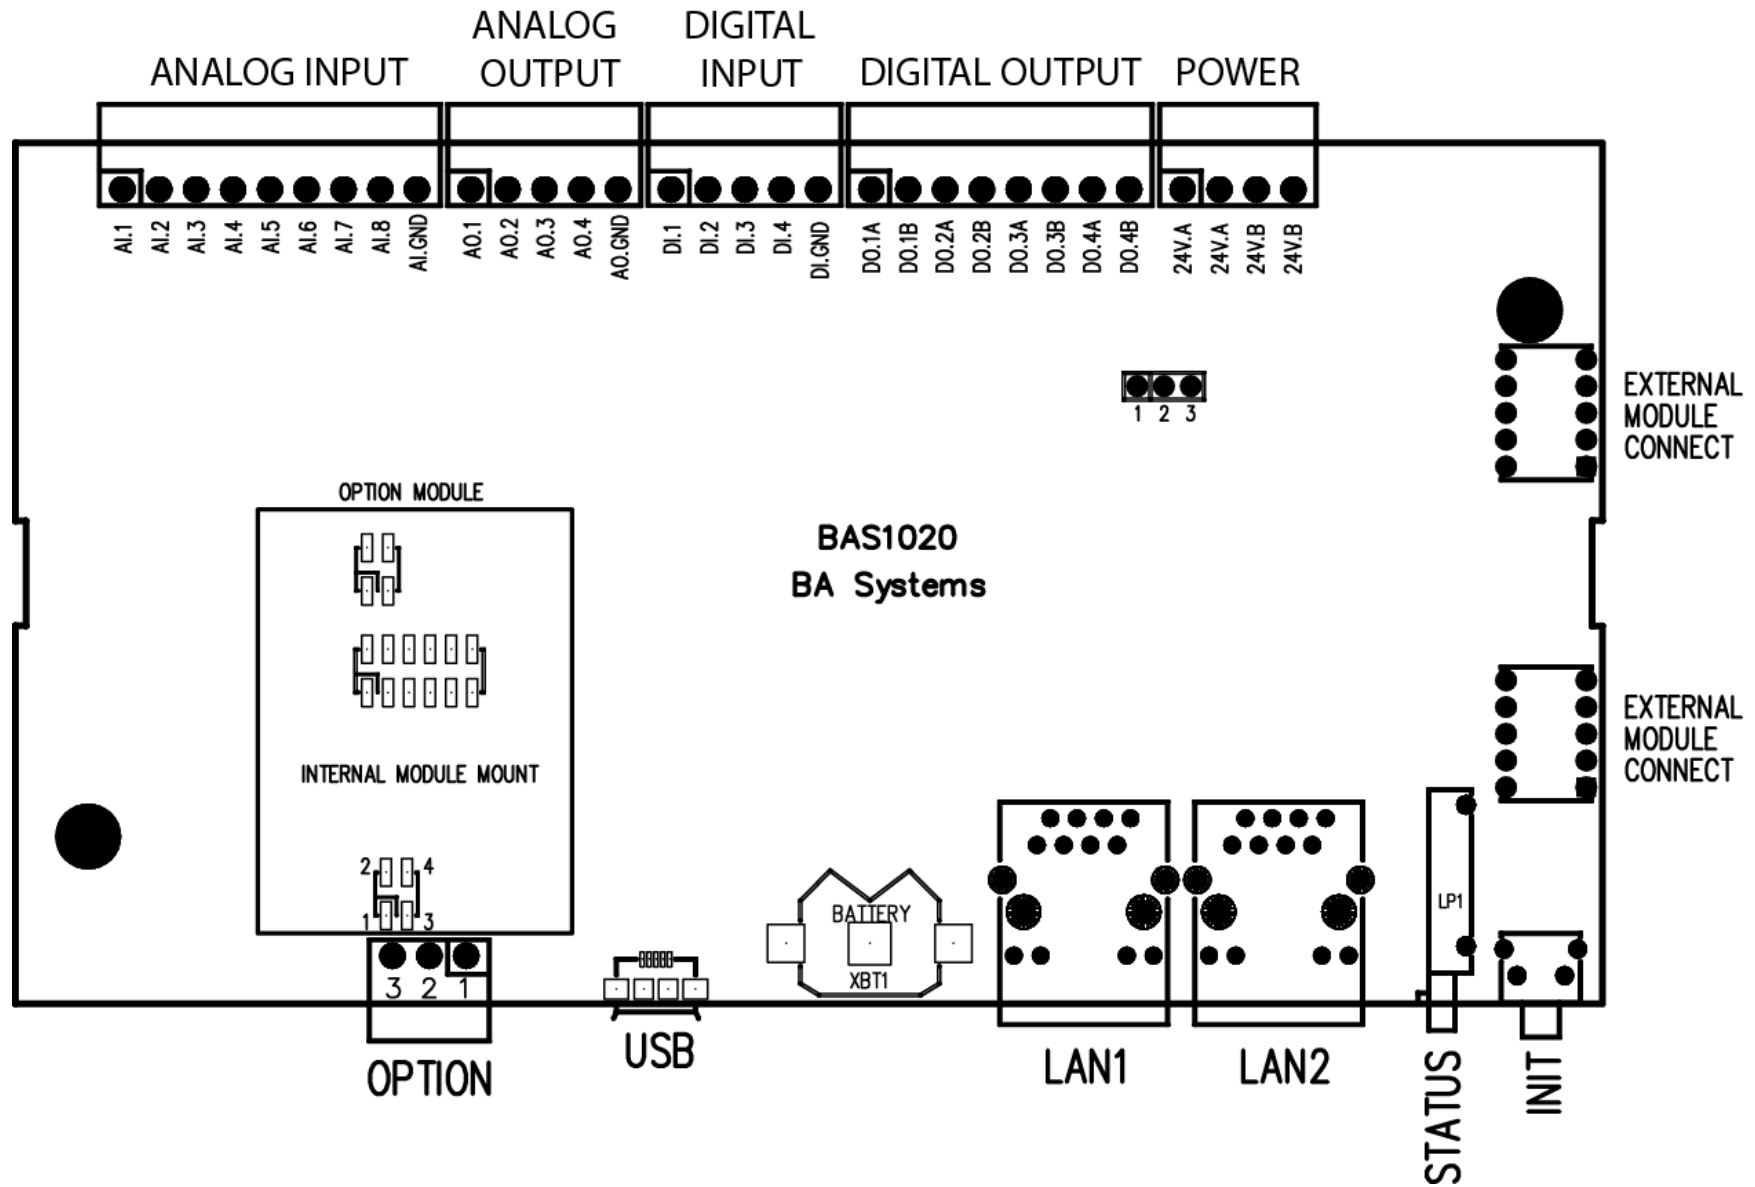 ANALOG INPUT
ANALOG
OUTPUT
DIGITAL
INPUT
DIGITAL OUTPUT
POWER
AI.1 AI.2 AI.3 AI.4 AI.5 AI.6 AI.7 AI.8 AI.GND
AO.1 AO.2 AO.3 AO.4 AO.GND
DI.1 DI.2 DI.3 DI.4 DI.GND
DO.1A DO.1B DO.2A DO.2B DO.3A DO.3B DO.4A DO.4B
24V.A 24V.A 24V.B 24V.B
1 2 3
EXTERNAL
MODULE
CONNECT
OPTION MODULE
BAS1020
BA Systems
INTERNAL MODULE MOUNT
EXTERNAL
MODULE
CONNECT
2 4
1 3
3 2 1
OPTION
USB
BATTERY
XBT1
LAN1
LAN2
LP1
STATUS
INIT